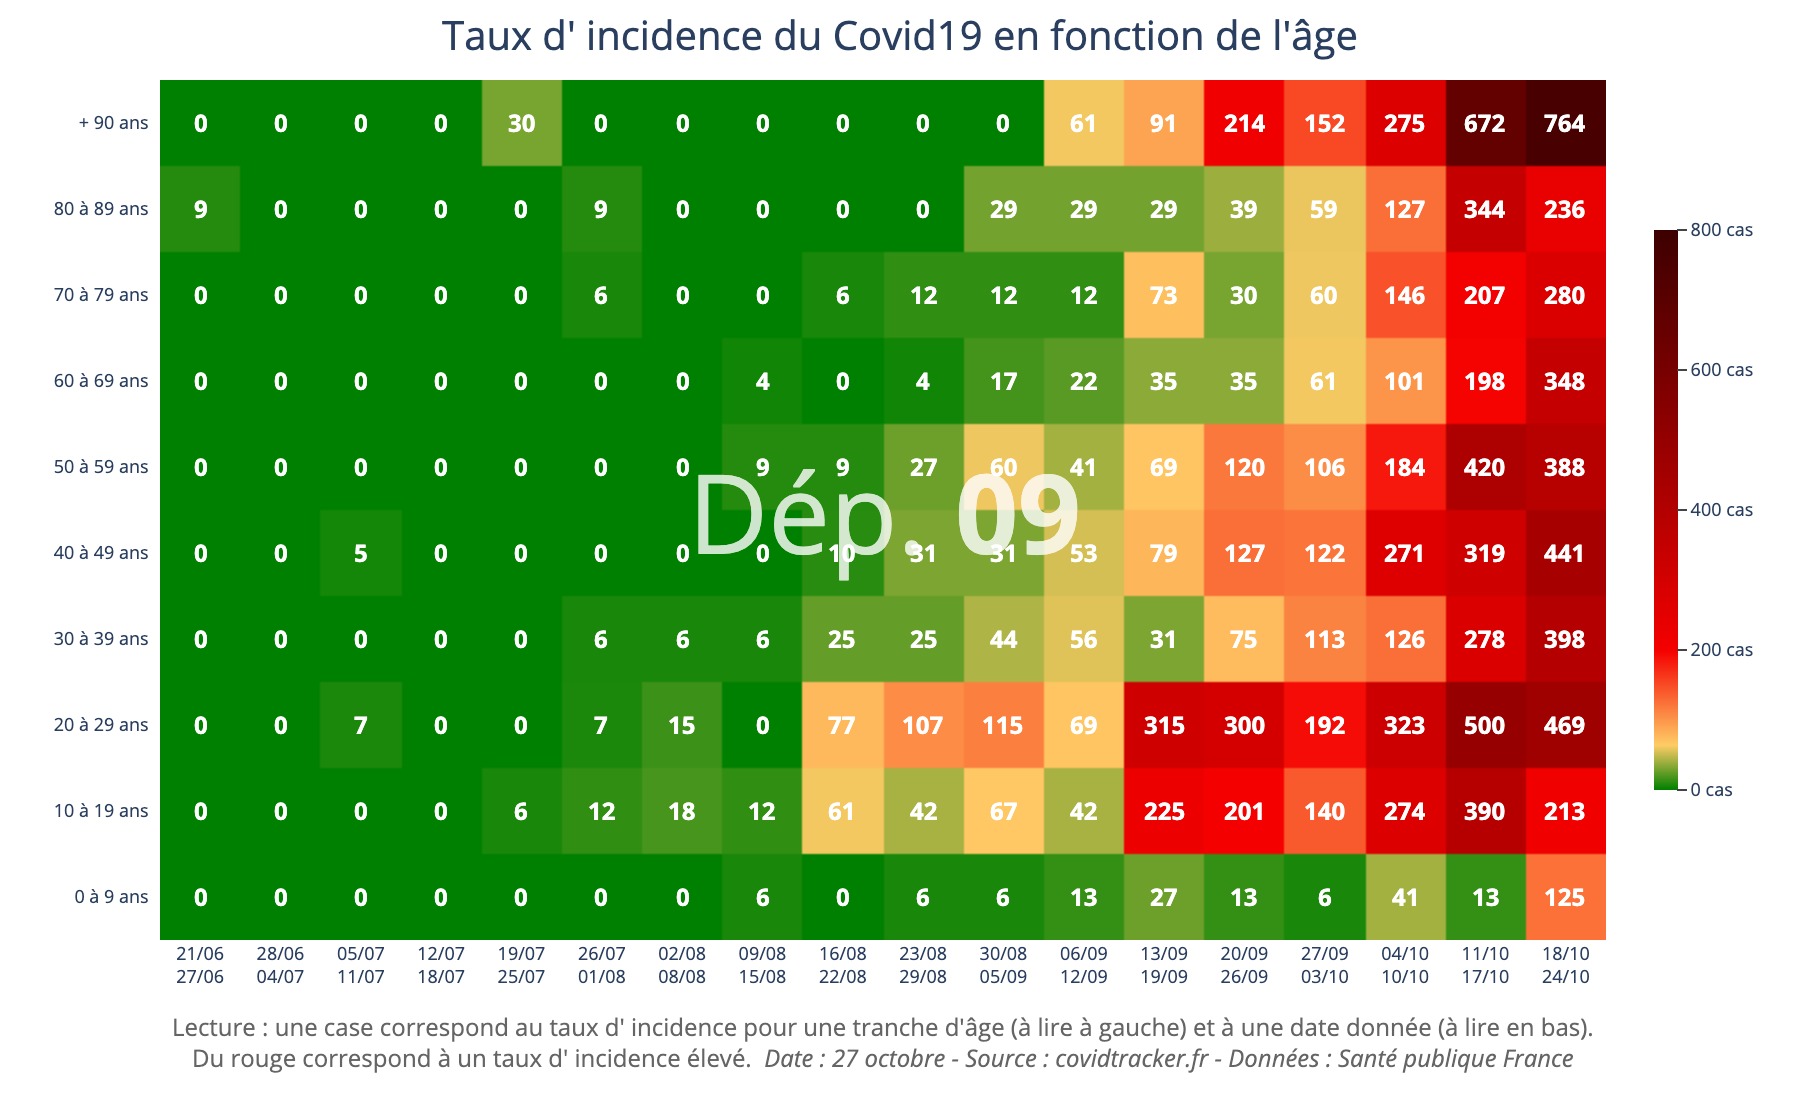 Taux d' incidence du Covid19 en fonction de l'âge
+ 90 ans 0 0 0 0 30 0 0 0 0 0 0 61 91 214 152 275 672 764
80 à 89 ans 9 0 0 0 0 9 0 0 0 0 29 29 29 39 59 127 344 236
70 à 79 ans 0 0 0 0 0 6 0 0 6 12 12 12 73 30 60 146 207 280
60 à 69 ans 0 0 0 0 0 0 0 4 0 4 17 22 35 35 61 101 198 348
50 à 59 ans 0 0 0 0 0 0 0 9 9 27 60 41 69 120 106 184 420 388
Dép. 09
40 à 49 ans 0 0 5 0 0 0 0 0 10 31 31 53 79 127 122 271 319 441
30 à 39 ans 0 0 0 0 0 6 6 6 25 25 44 56 31 75 113 126 278 398
20 à 29 ans 0 0 7 0 0 7 15 0 77 107 115 69 315 300 192 323 500 469
10 à 19 ans 0 0 0 0 6 12 18 12 61 42 67 42 225 201 140 274 390 213
0 à 9 ans 0 0 0 0 0 0 0 6 0 6 6 13 27 13 6 41 13 125
21/06 28/06 05/07 12/07 19/07 26/07 02/08 09/08 16/08 23/08 30/08 06/09 13/09 20/09 27/09 04/10 11/10 18/10
27/06 04/07 11/07 18/07 25/07 01/08 08/08 15/08 22/08 29/08 05/09 12/09 19/09 26/09 03/10 10/10 17/10 24/10
800 cas
600 cas
400 cas
200 cas
0 cas
Lecture : une case correspond au taux d' incidence pour une tranche d'âge (à lire à gauche) et à une date donnée (à lire en bas).
Du rouge correspond à un taux d' incidence élevé. Date : 27 octobre - Source : covidtracker.fr - Données : Santé publique France